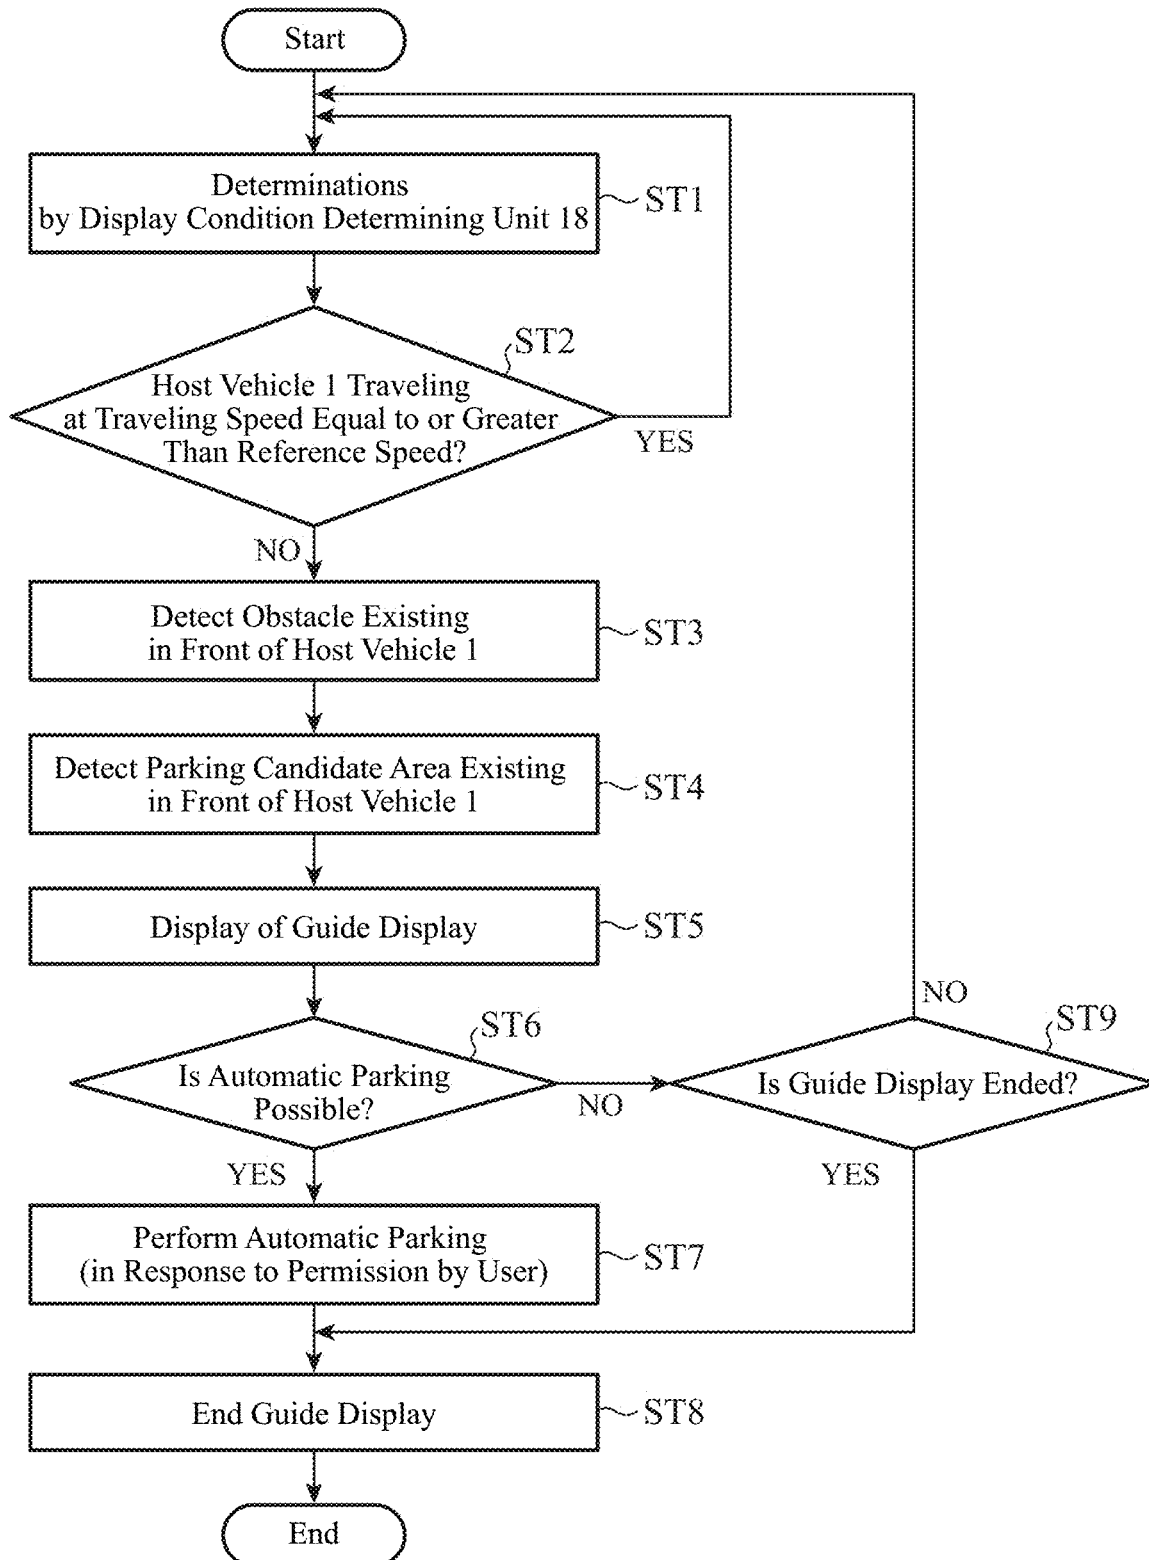 Start
Determinations
by Display Condition Determining Unit 18
ST1
ST2
Host Vehicle 1 Traveling
at Traveling Speed Equal to or Greater
Than Reference Speed?
YES
NO
Detect Obstacle Existing
in Front of Host Vehicle 1
ST3
Detect Parking Candidate Area Existing
in Front of Host Vehicle 1
ST4
Display of Guide Display
ST5
ST6
Is Automatic Parking
Possible?
NO
YES
NO
ST9
Is Guide Display Ended?
YES
Perform Automatic Parking
(in Response to Permission by User)
ST7
End Guide Display
ST8
End